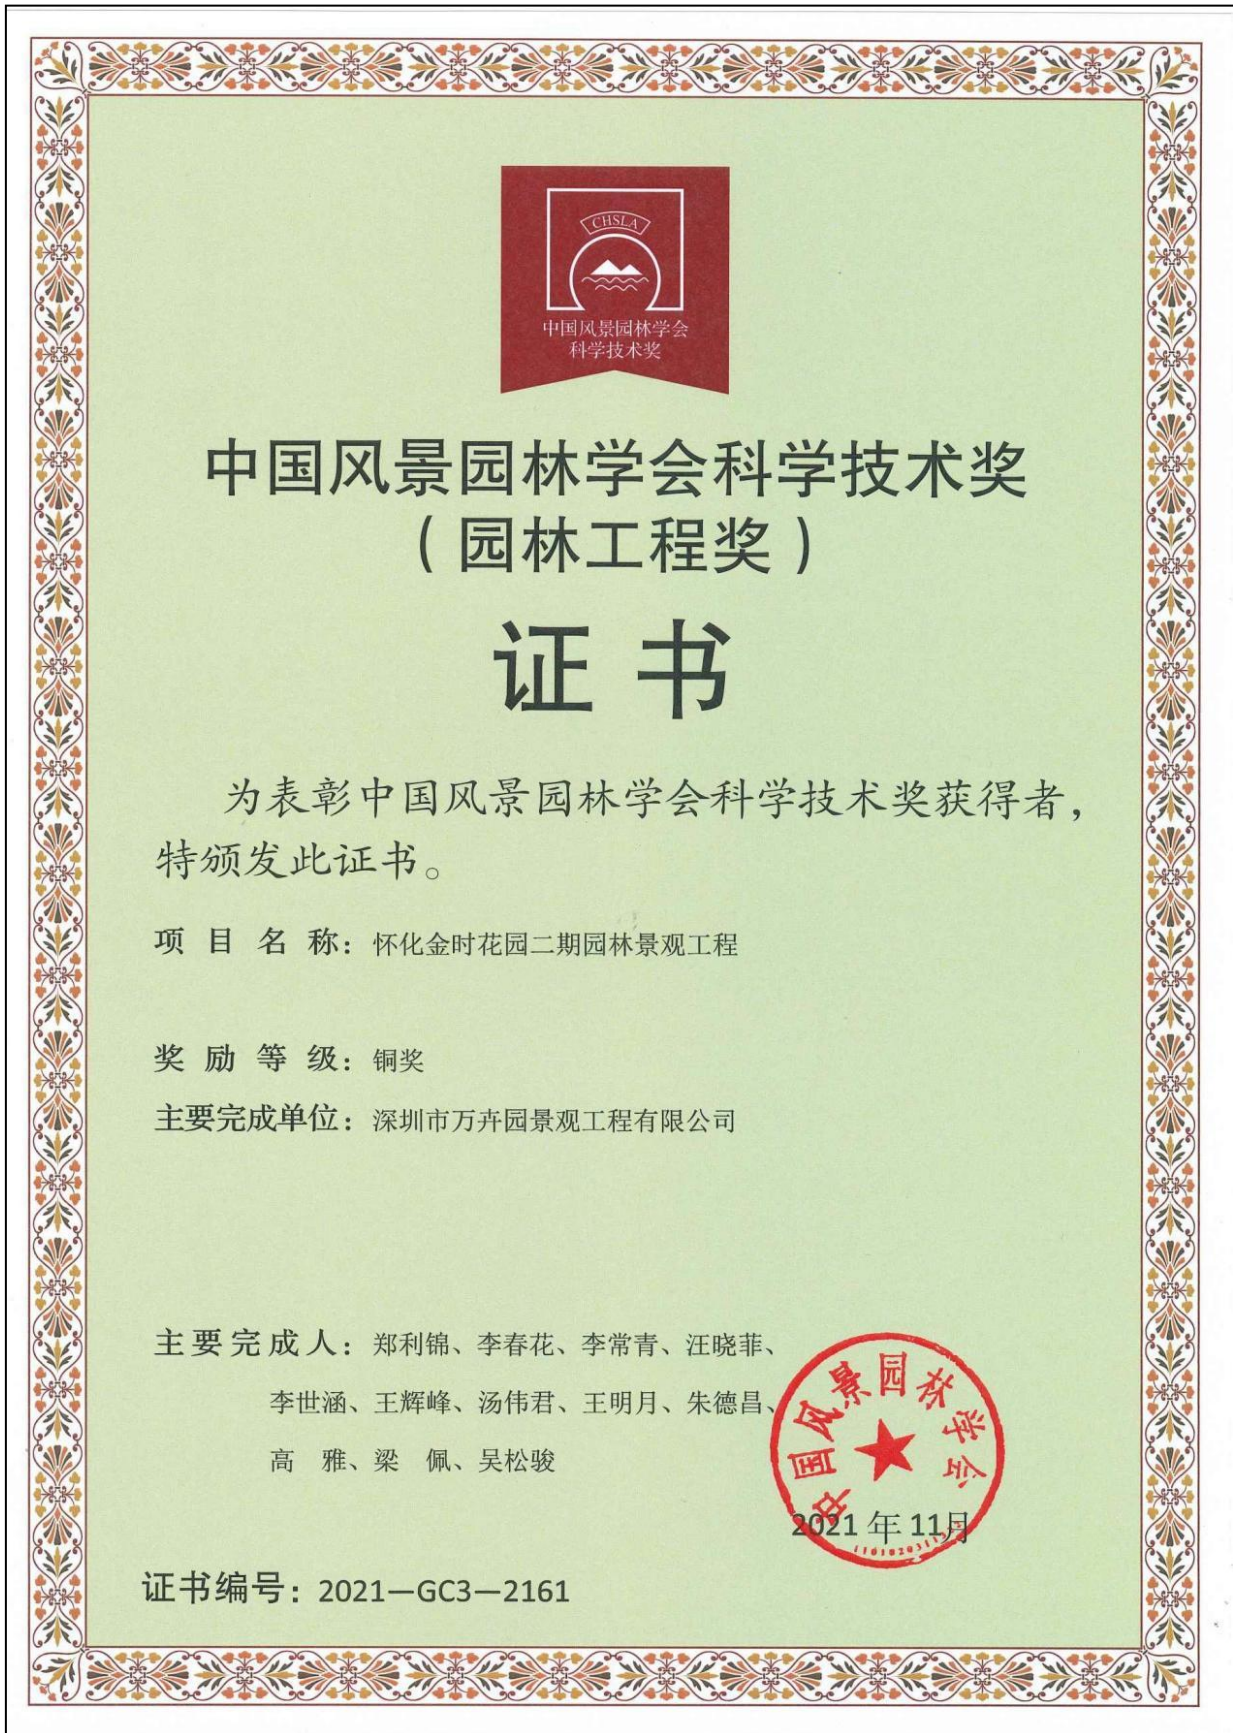 CHSLA
中国风景园林学会
科学技术奖
中国风景园林学会科学技术奖
（园林工程奖）
证书
为表彰中国风景园林学会科学技术奖获得者，
特颁发此证书。
项目名称：怀化金时花园二期园林景观工程
奖励等级：铜奖
主要完成单位：深圳市万卉园景观工程有限公司
主要完成人：郑利锦、李春花、李常青、汪晓菲、
李世涵、王辉峰、汤伟君、王明月、朱德昌、
高　雅、梁　佩、吴松骏
中国风景园林学会
2021年11月
证书编号：2021—GC3—2161